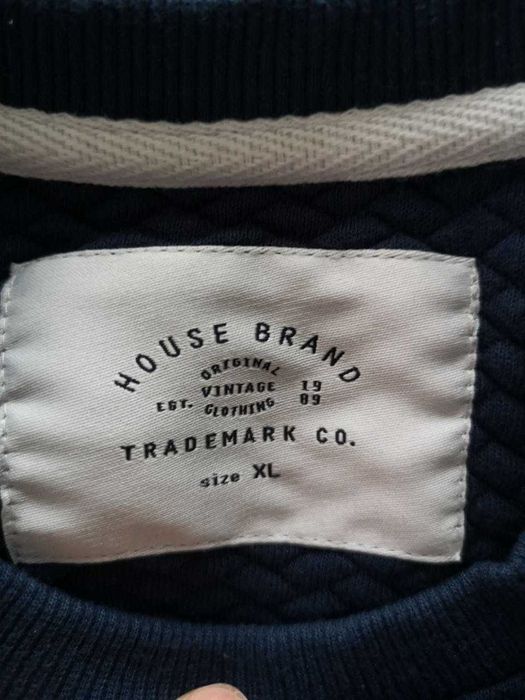 HOUSE BRAND
ORIGINAL
VINTAGE
CLOTHING
EST. 19
89
TRADEMARK CO.
size XL